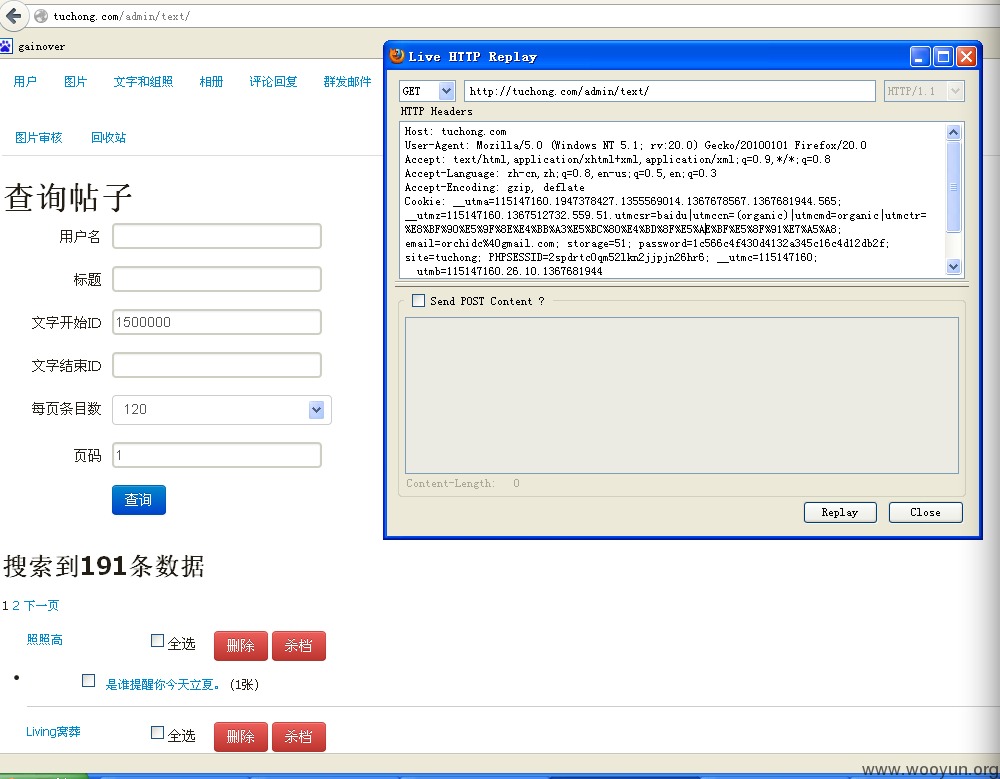 tuchong.com/admin/text/
gainover
用户 图片 文字和组照 相册 评论回复 群发邮件
图片审核 回收站
查询帖子
用户名
标题
文字开始ID 1500000
文字结束ID
每页条目数 120
页码 1
查询
搜索到191条数据
1 2 下一页
照照高 全选 删除 杀档
是谁提醒你今天立夏。 (1张)
Living窝葬 全选 删除 杀档
Live HTTP Replay
GET http://tuchong.com/admin/text/ HTTP/1.1
HTTP Headers
Host: tuchong.com
User-Agent: Mozilla/5.0 (Windows NT 5.1; rv:20.0) Gecko/20100101 Firefox/20.0
Accept: text/html,application/xhtml+xml,application/xml;q=0.9,*/*;q=0.8
Accept-Language: zh-cn,zh;q=0.8,en-us;q=0.5,en;q=0.3
Accept-Encoding: gzip, deflate
Cookie: __utma=115147160.1947378427.1355569014.1367678567.1367681944.565;
__utmz=115147160.1367512732.559.51.utmcsr=baidu|utmccn=(organic)|utmcmd=organic|utmctr=
%E8%BF%90%E5%9F%8E%E4%BB%A3%E5%BC%80%E4%BD%8F%E5%AE%BF%E5%8F%91%E7%A5%A8;
email=orchidc%40gmail.com; storage=51; password=1c566c4f430d4132a345c16c4d12db2f;
site=tuchong; PHPSESSID=2spdrtc0qm52lkn2jjpjn26hr6; __utmc=115147160;
__utmb=115147160.26.10.1367681944
Send POST Content ?
Content-Length: 0
Replay Close
www.wooyun.org